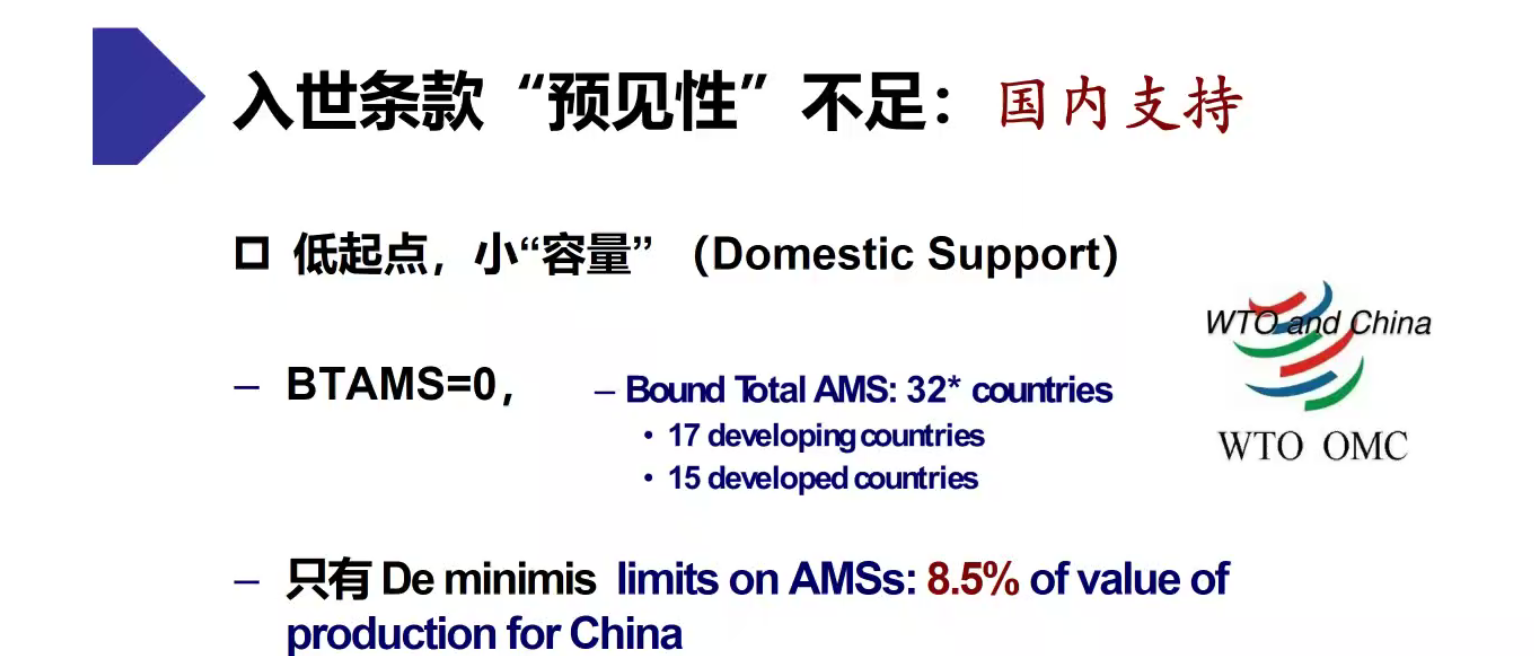 入世条款“预见性”不足：国内支持
低起点，小“容量”（Domestic Support）
WTO and China
– BTAMS=0，
– Bound Total AMS: 32* countries
• 17 developing countries
• 15 developed countries
WTO OMC
– 只有 De minimis limits on AMSs: 8.5% of value of
production for China